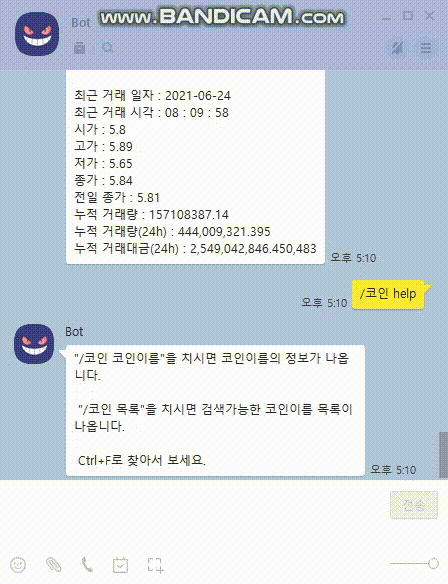 www.BANDICAM.com
Bot
최근 거래 일자 : 2021-06-24
최근 거래 시각 : 08 : 09 : 58
시가 : 5.8
고가 : 5.89
저가 : 5.65
종가 : 5.84
전일 종가 : 5.81
누적 거래량 : 157108387.14
누적 거래량(24h) : 444,009,321.395
누적 거래대금(24h) : 2,549,042,846.450,483
오후 5:10
오후 5:10
/코인 help
Bot
"/코인 코인이름"을 치시면 코인이름의 정보가 나옵
니다.
"/코인 목록"을 치시면 검색가능한 코인이름 목록이
나옵니다.
Ctrl+F로 찾아서 보세요.
오후 5:10
전송